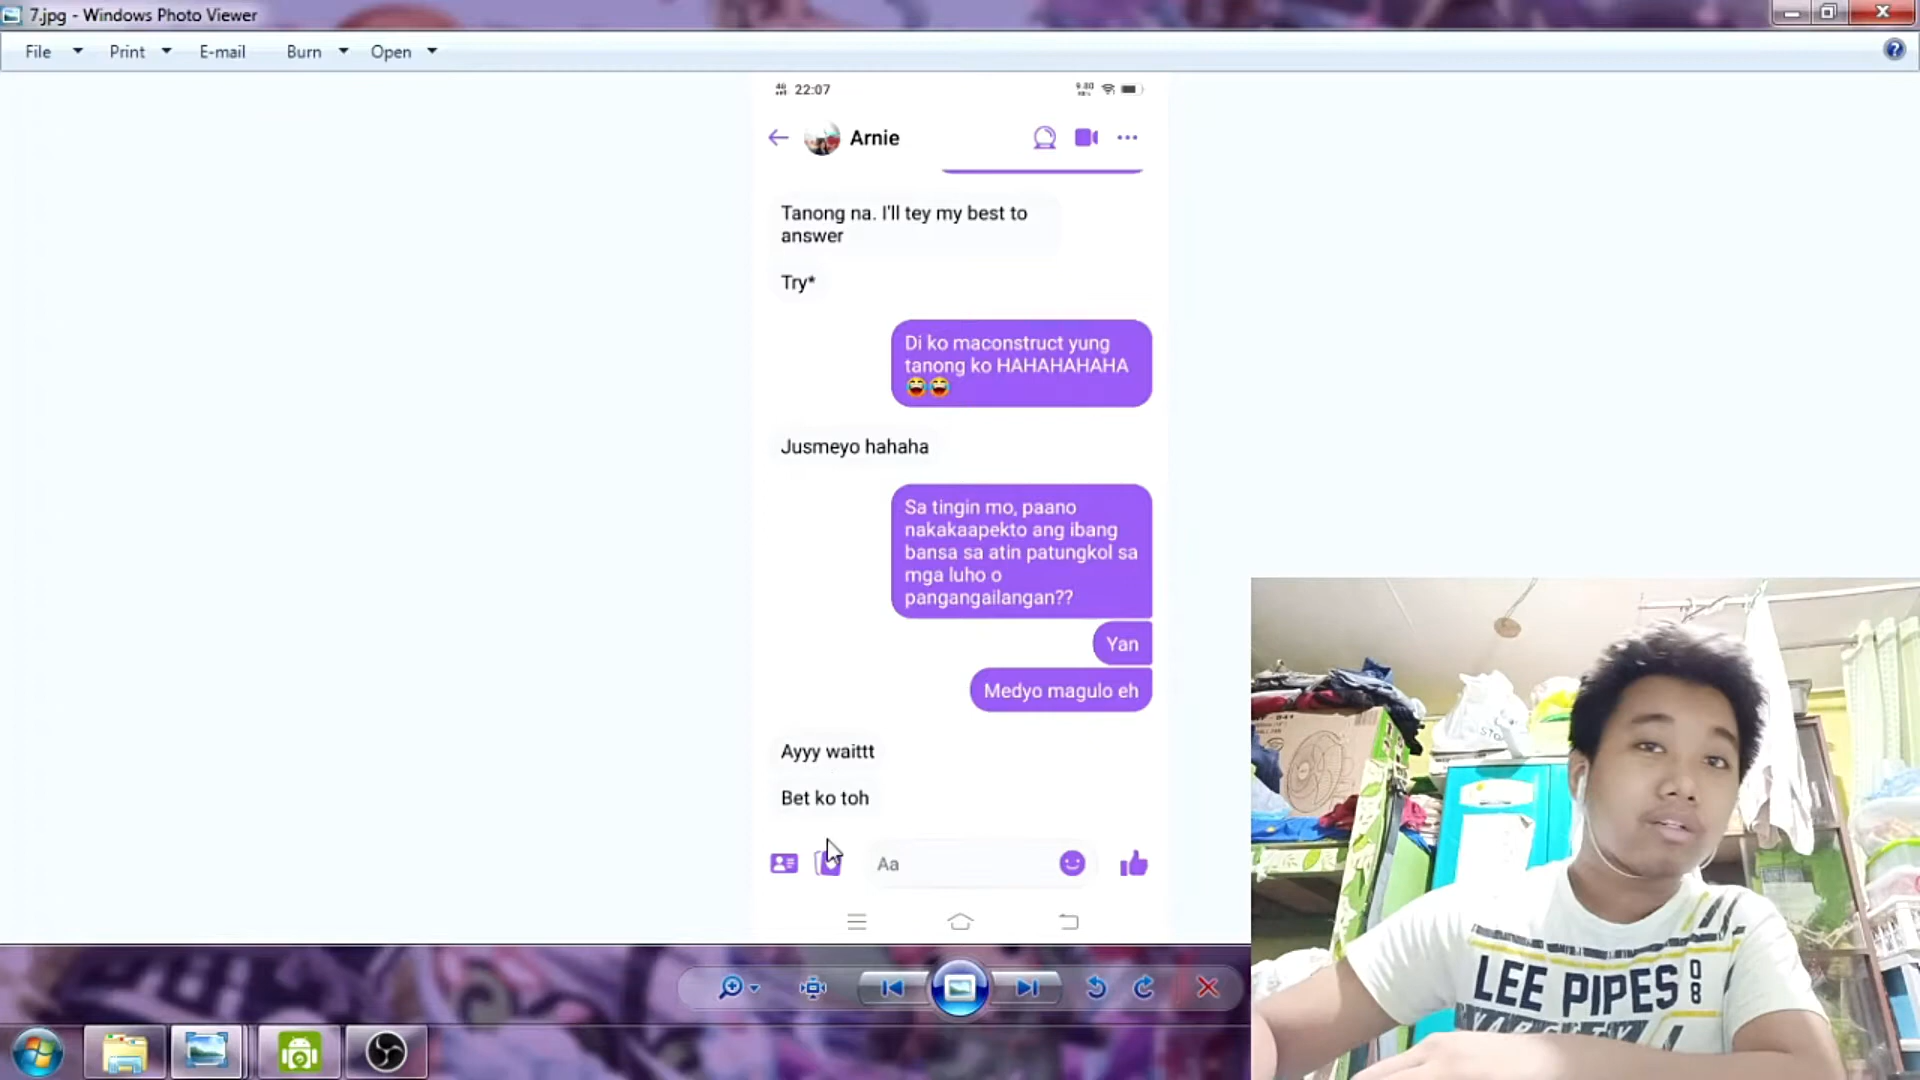 7.jpg - Windows Photo Viewer
File
Print
E-mail
Burn
Open
22:07
9.80
Arnie
Tanong na. I'll tey my best to
answer
Try*
Di ko maconstruct yung
tanong ko HAHAHAHAHA
😂😂
Jusmeyo hahaha
Sa tingin mo, paano
nakakaapekto ang ibang
bansa sa atin patungkol sa
mga luho o
pangangailangan??
Yan
Medyo magulo eh
Ayyy waittt
Bet ko toh
Aa
LEE PIPES
08